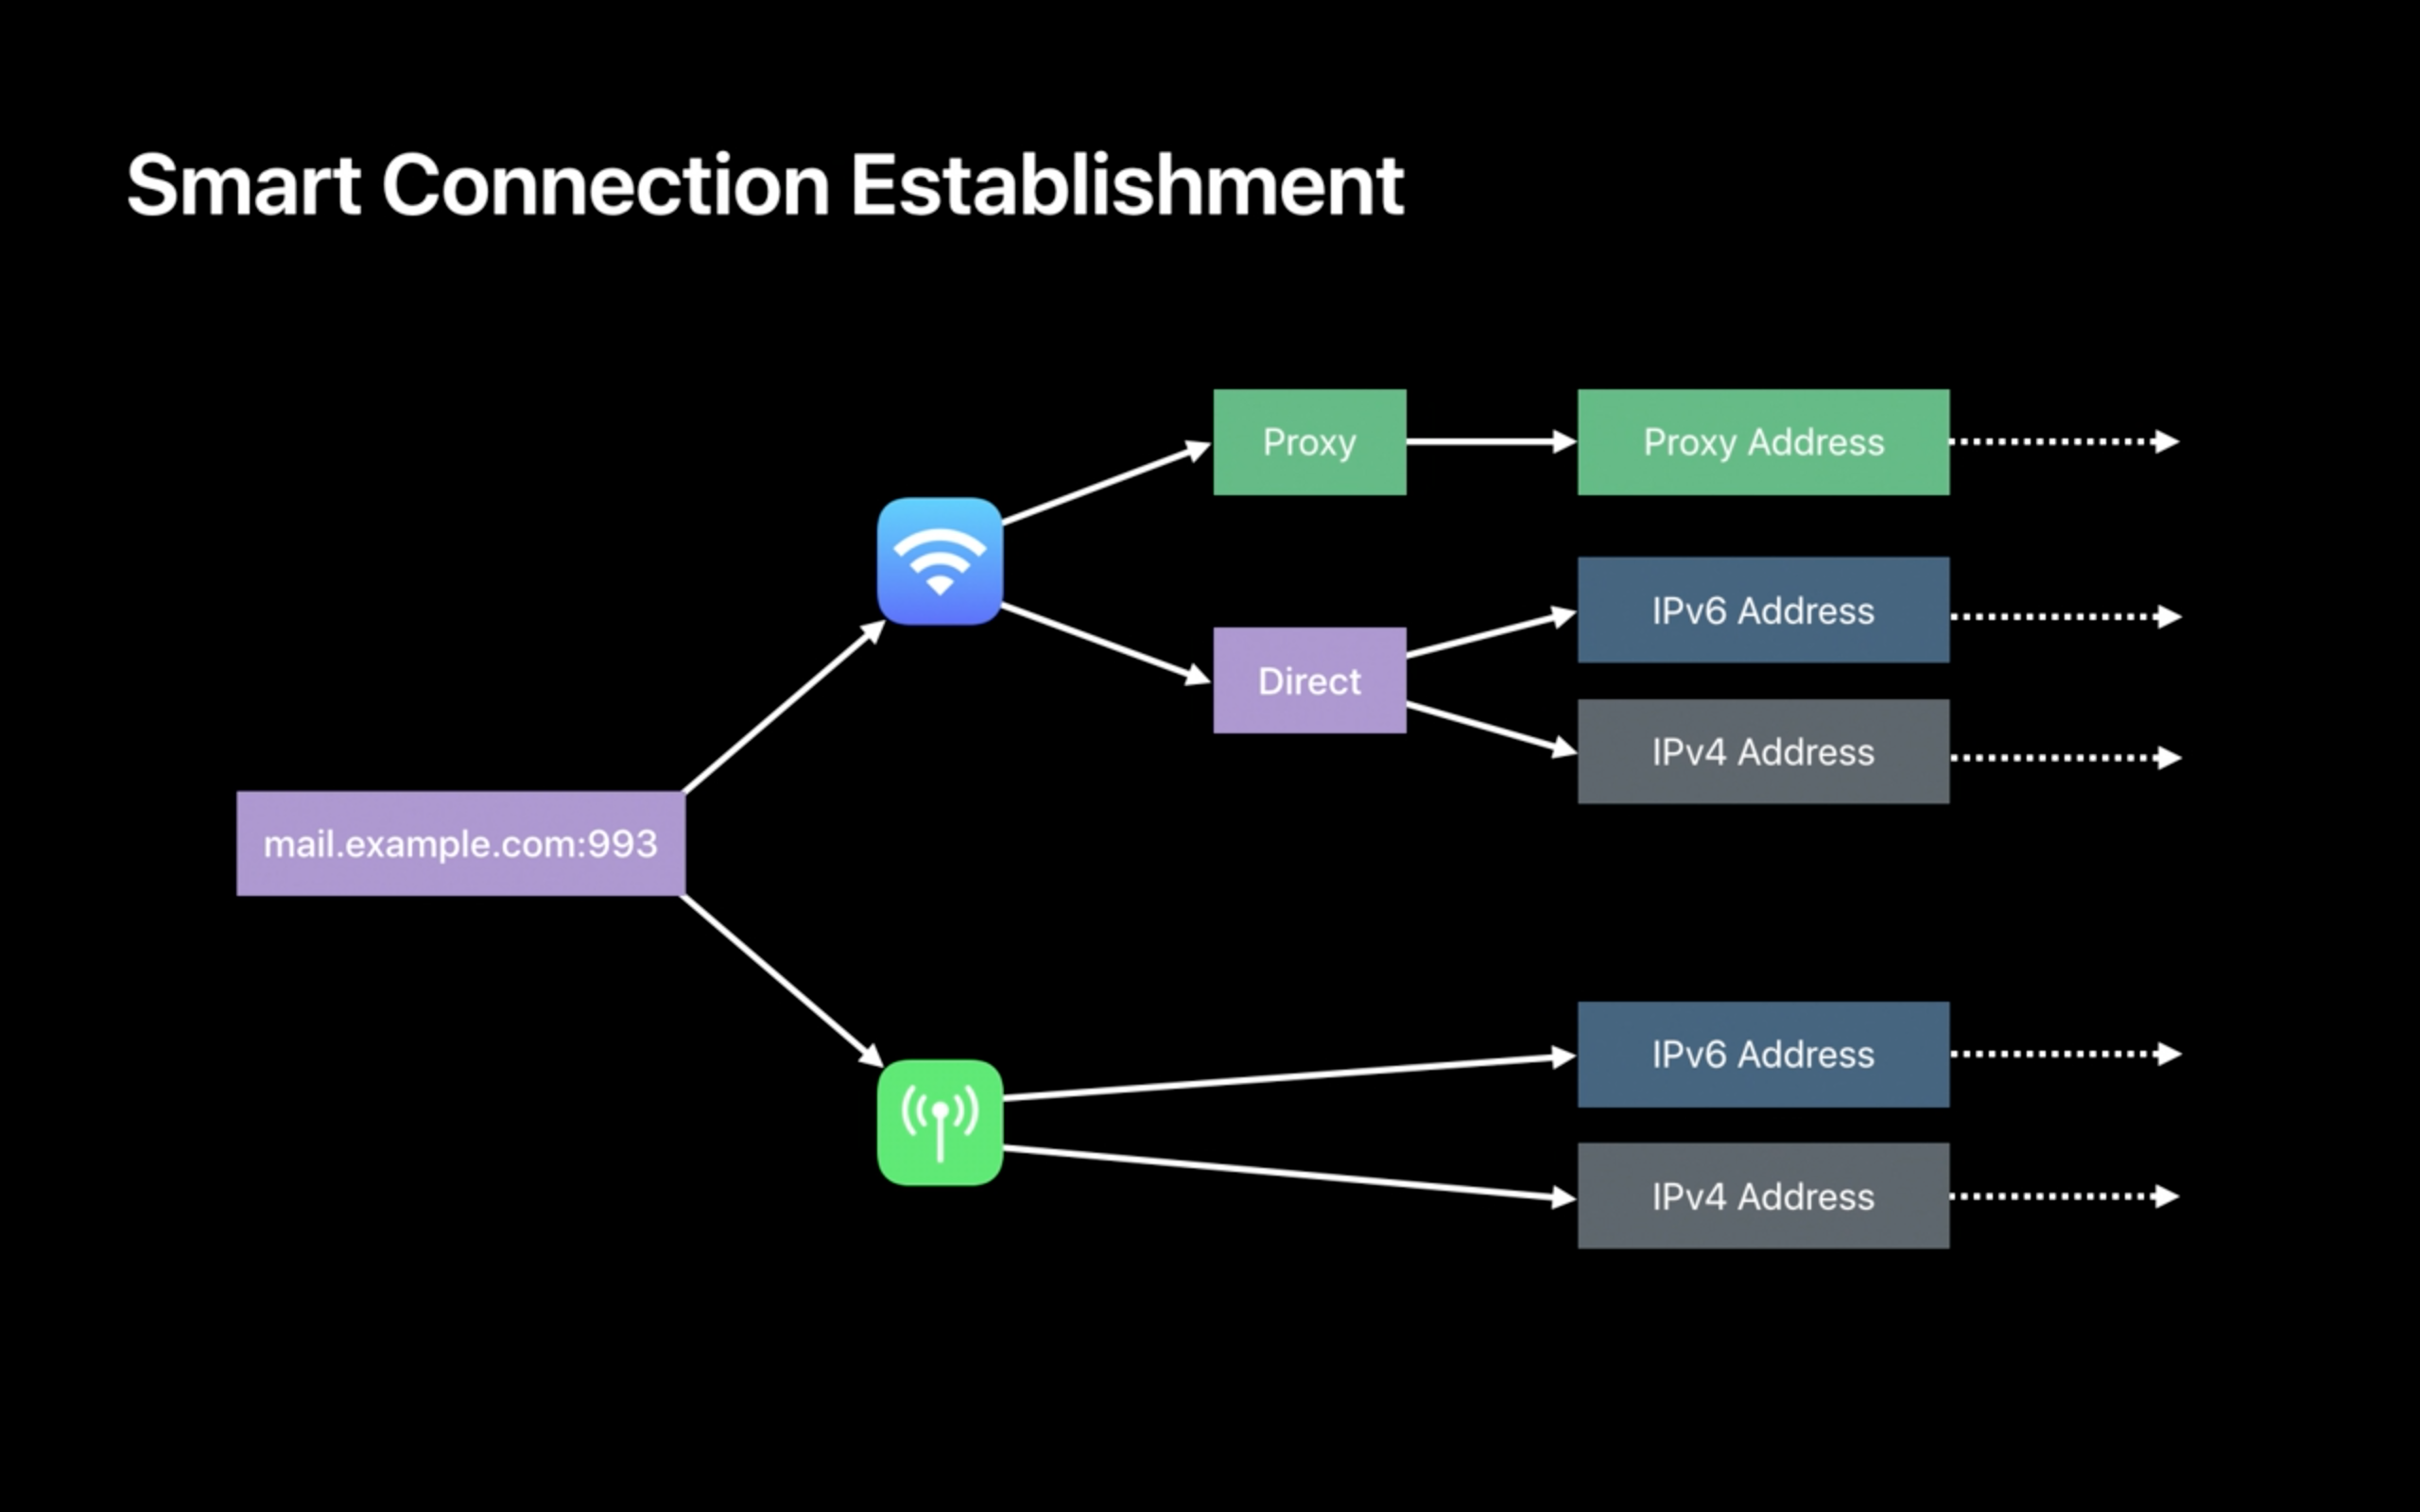 Smart Connection Establishment
Proxy
Proxy Address
IPv6 Address
Direct
IPv4 Address
mail.example.com:993
IPv6 Address
IPv4 Address